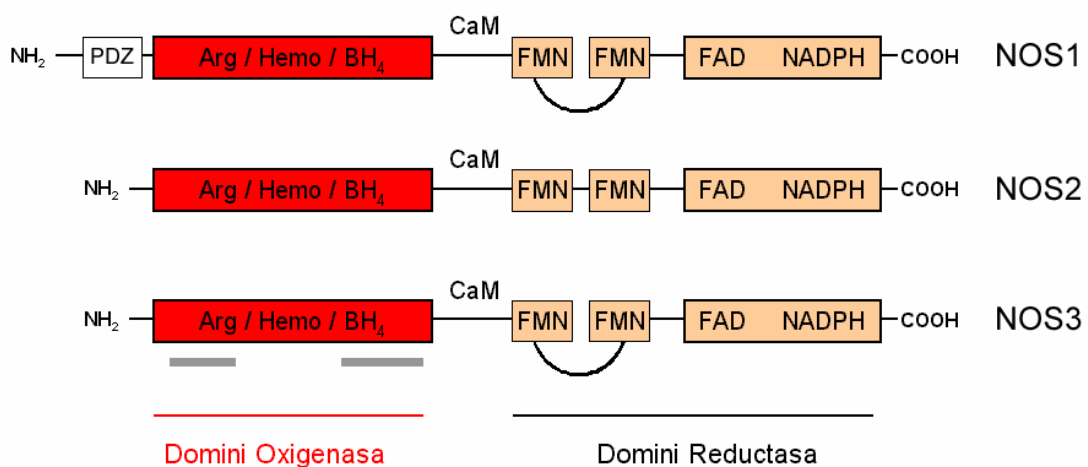 CaM
NH2 PDZ Arg / Hemo / BH4 FMN FMN FAD NADPH COOH NOS1
CaM
NH2 Arg / Hemo / BH4 FMN FMN FAD NADPH COOH NOS2
CaM
NH2 Arg / Hemo / BH4 FMN FMN FAD NADPH COOH NOS3
Domini Oxigenasa Domini Reductasa